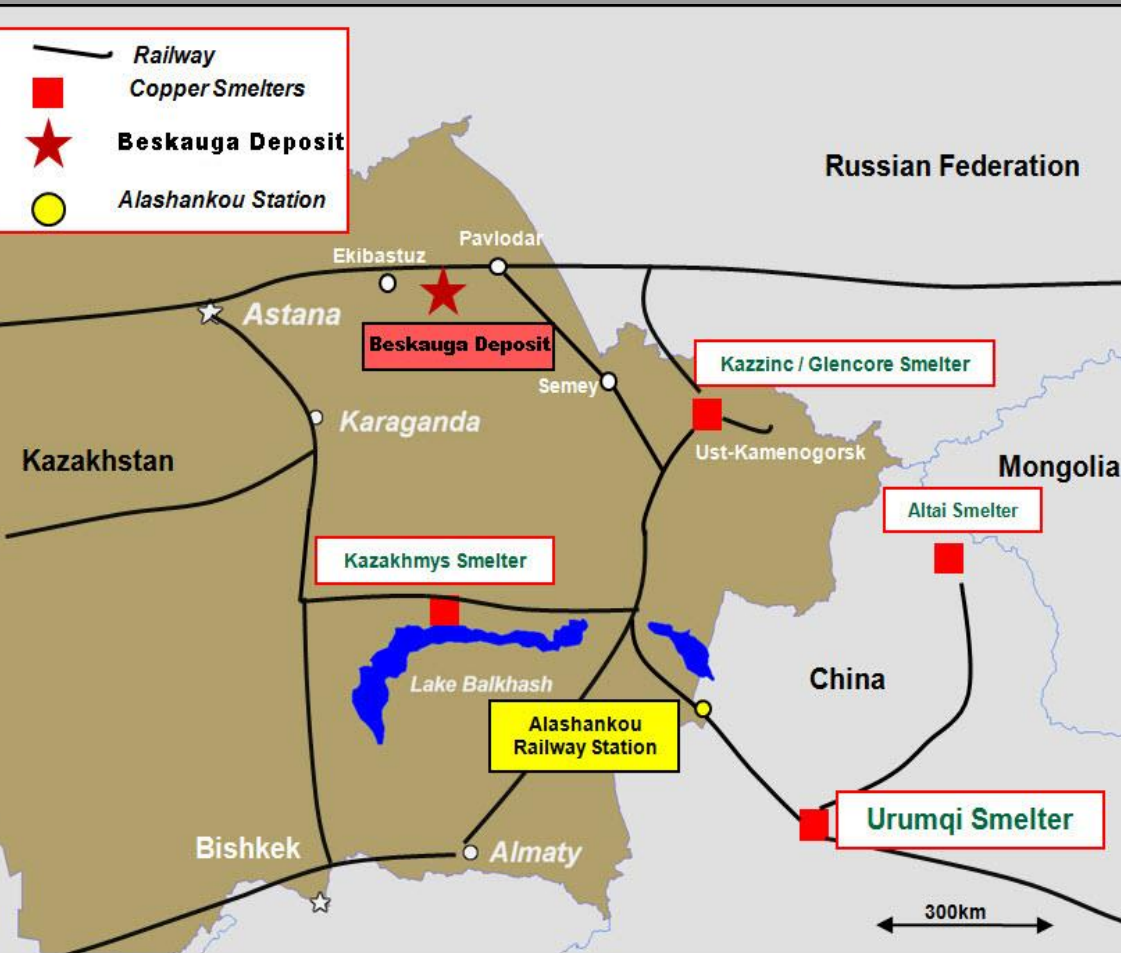 Railway
Copper Smelters
Beskauga Deposit
Alashankou Station
Russian Federation
Pavlodar
Ekibastuz
Astana
Beskauga Deposit
Kazzinc / Glencore Smelter
Semey
Karaganda
Ust-Kamenogorsk
Kazakhstan
Mongolia
Altai Smelter
Kazakhmys Smelter
Lake Balkhash
China
Alashankou
Railway Station
Urumqi Smelter
Bishkek
Almaty
300km